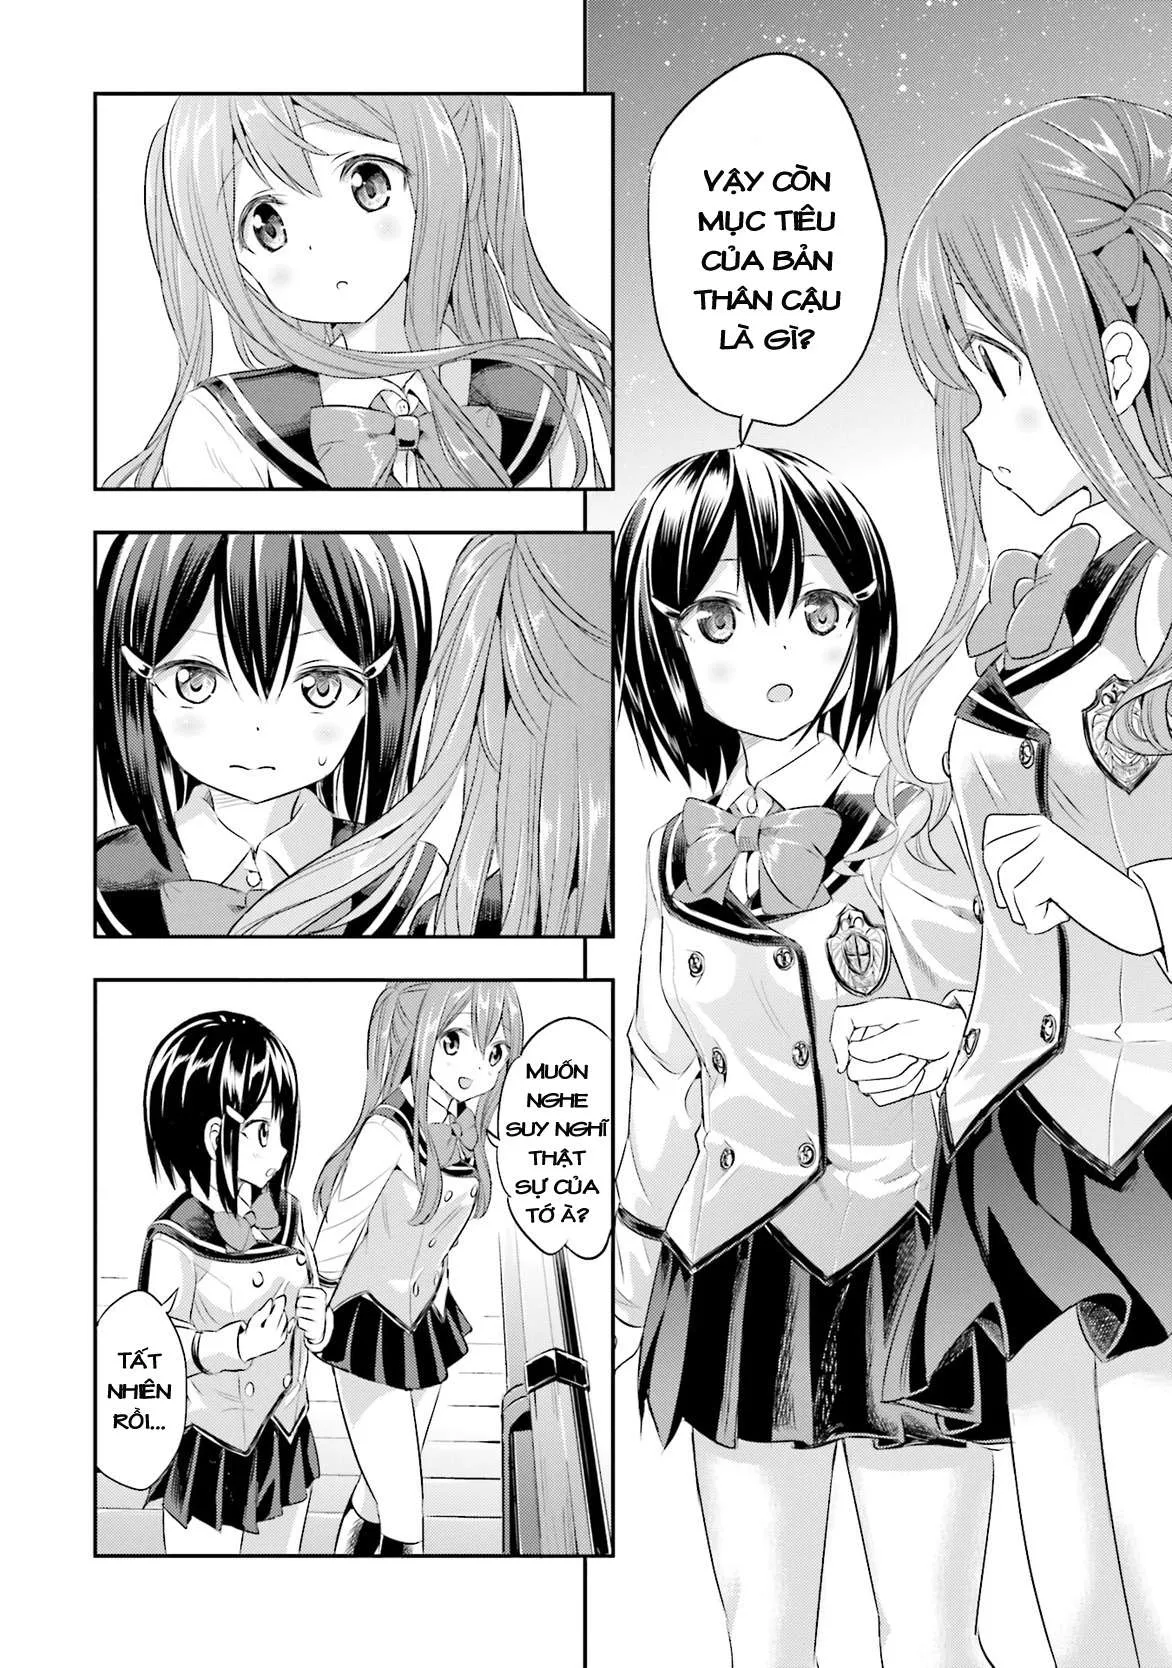 VẬY CÒN
MỤC TIÊU
CỦA BẢN
THÂN CẬU
LÀ GÌ?
MUỐN
NGHE
SUY NGHĨ
THẬT
SỰ CỦA
TỚ À?
TẤT
NHIÊN
RỒI...